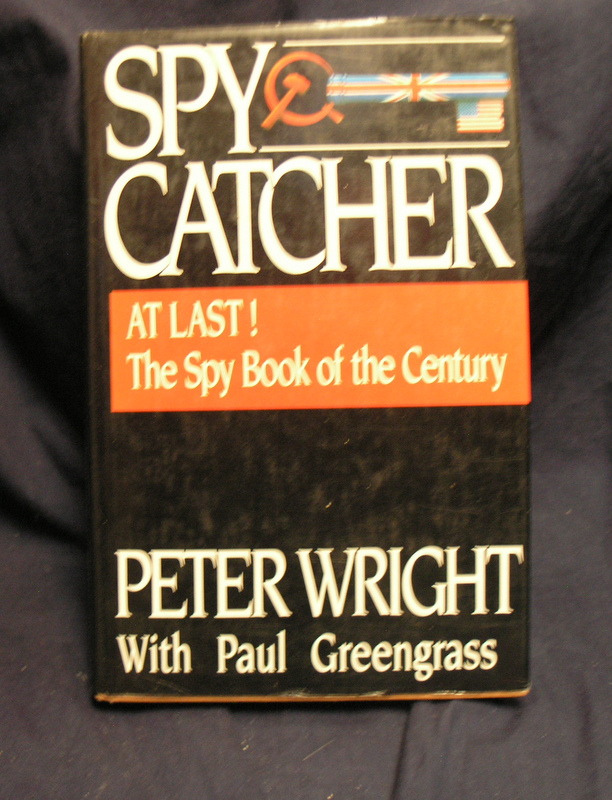 SPY
CATCHER
AT LAST!
The Spy Book of the Century
PETER WRIGHT
With Paul Greengrass